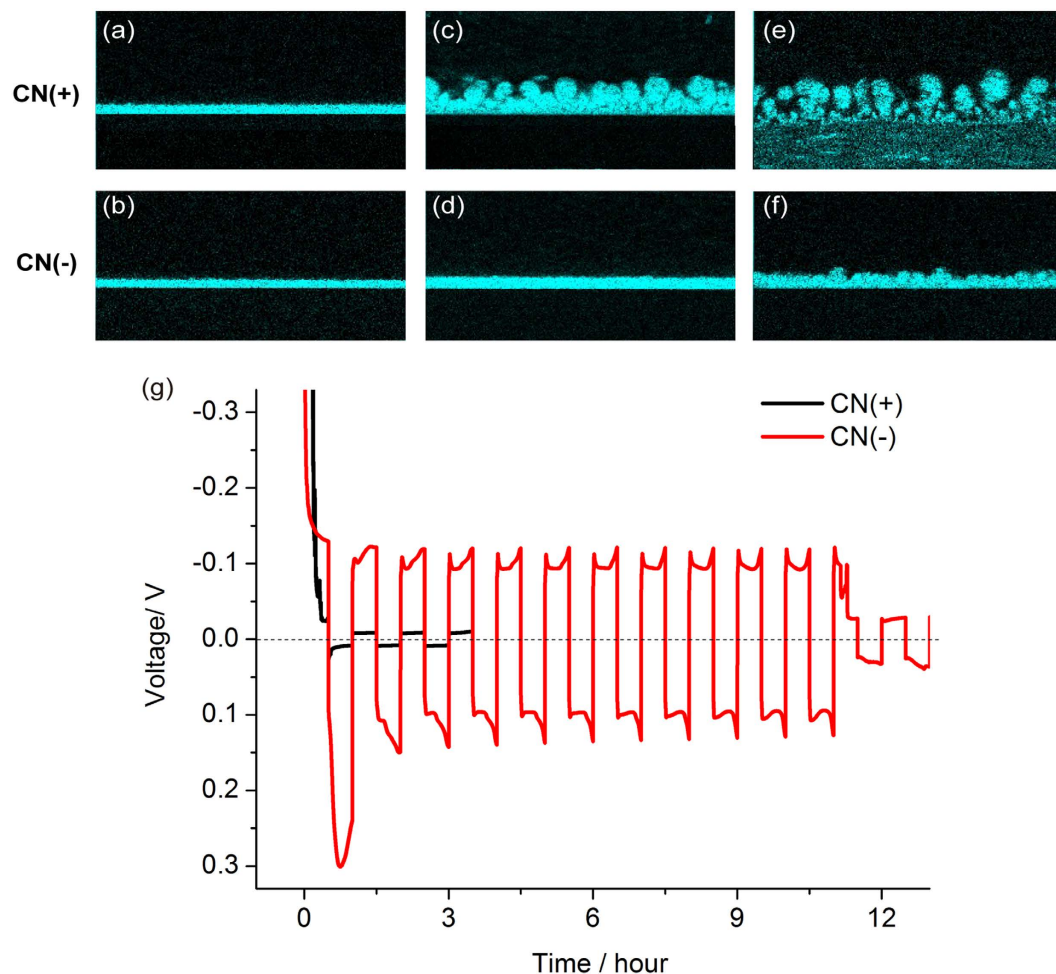 (a)
(c)
(e)
CN(+)
(b)
(d)
(f)
CN(-)
(g)
-0.3
-0.2
-0.1
0.0
0.1
0.2
0.3
Voltage/ V
CN(+)
CN(-)
0
3
6
9
12
Time / hour